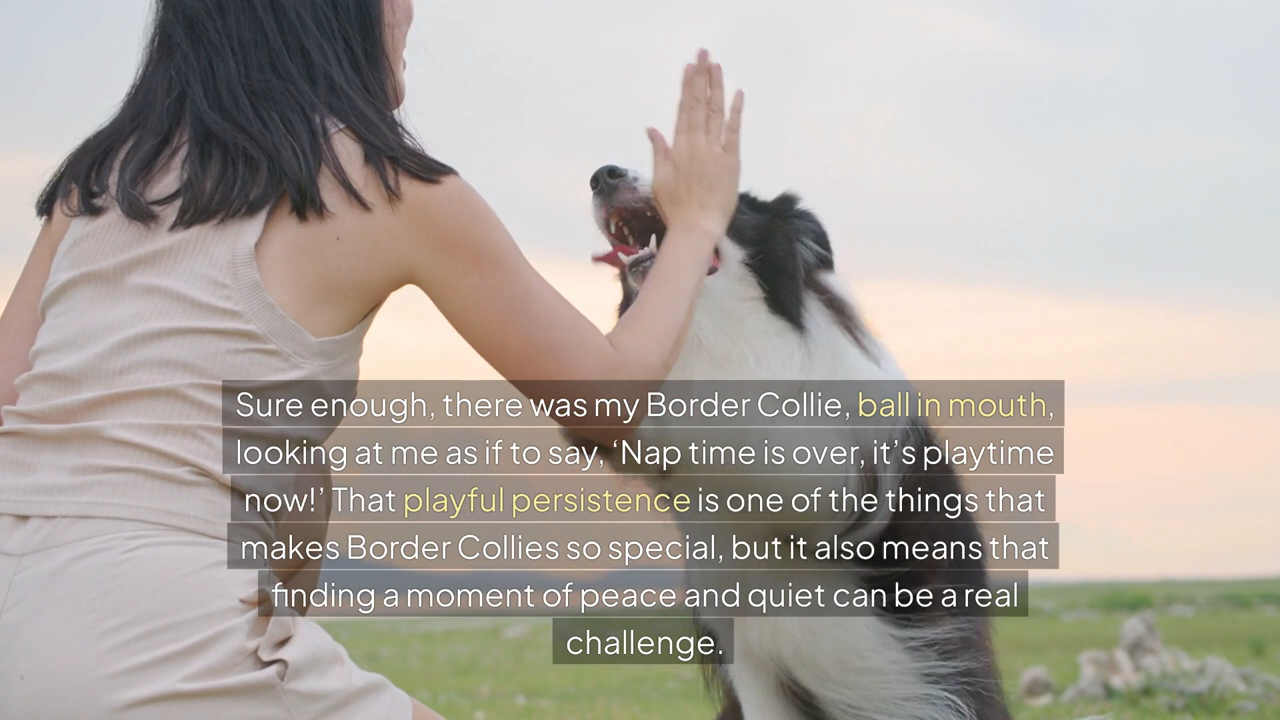 Sure enough, there was my Border Collie, ball in mouth,
looking at me as if to say, ‘Nap time is over, it’s playtime
now!’ That playful persistence is one of the things that
makes Border Collies so special, but it also means that
finding a moment of peace and quiet can be a real
challenge.